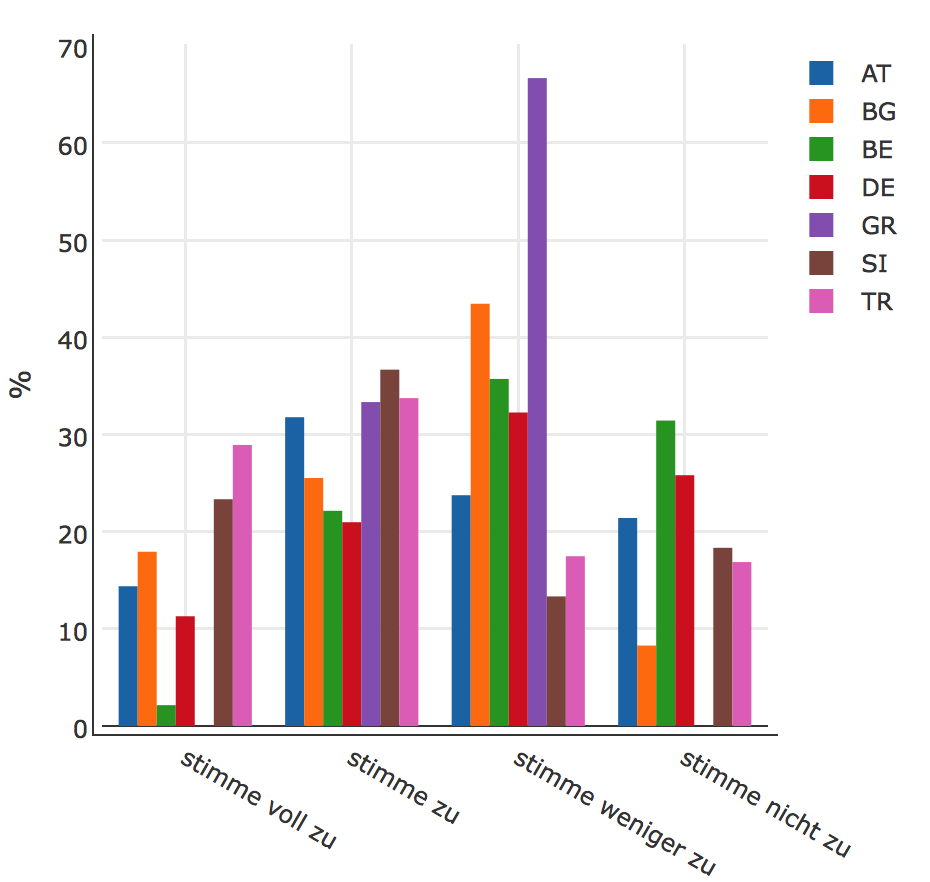 70
60
50
40
30
20
10
0
%
stimme voll zu
stimme zu
stimme weniger zu
stimme nicht zu
AT
BG
BE
DE
GR
SI
TR